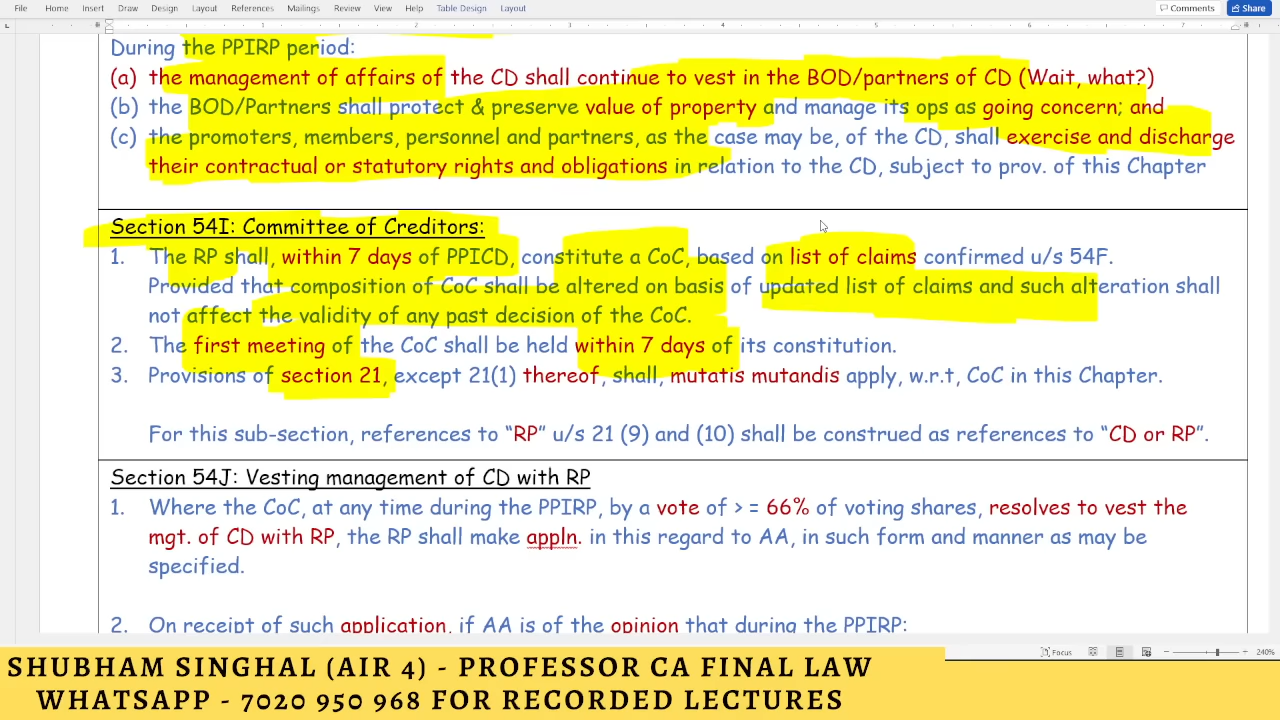 File Home Insert Draw Design Layout References Mailings Review View Help Table Design Layout Comments Share
1 2 3 4 5 6 7
During the PPIRP period:
(a) the management of affairs of the CD shall continue to vest in the BOD/partners of CD (Wait, what?)
(b) the BOD/Partners shall protect & preserve value of property and manage its ops as going concern; and
(c) the promoters, members, personnel and partners, as the case may be, of the CD, shall exercise and discharge
their contractual or statutory rights and obligations in relation to the CD, subject to prov. of this Chapter
Section 54I: Committee of Creditors:
1. The RP shall, within 7 days of PPICD, constitute a CoC, based on list of claims confirmed u/s 54F.
Provided that composition of CoC shall be altered on basis of updated list of claims and such alteration shall
not affect the validity of any past decision of the CoC.
2. The first meeting of the CoC shall be held within 7 days of its constitution.
3. Provisions of section 21, except 21(1) thereof, shall, mutatis mutandis apply, w.r.t, CoC in this Chapter.
For this sub-section, references to “RP” u/s 21 (9) and (10) shall be construed as references to “CD or RP”.
Section 54J: Vesting management of CD with RP
1. Where the CoC, at any time during the PPIRP, by a vote of > = 66% of voting shares, resolves to vest the
mgt. of CD with RP, the RP shall make appln. in this regard to AA, in such form and manner as may be
specified.
2. On receipt of such application, if AA is of the opinion that during the PPIRP:
Focus 240%
SHUBHAM SINGHAL (AIR 4) - PROFESSOR CA FINAL LAW
WHATSAPP - 7020 950 968 FOR RECORDED LECTURES